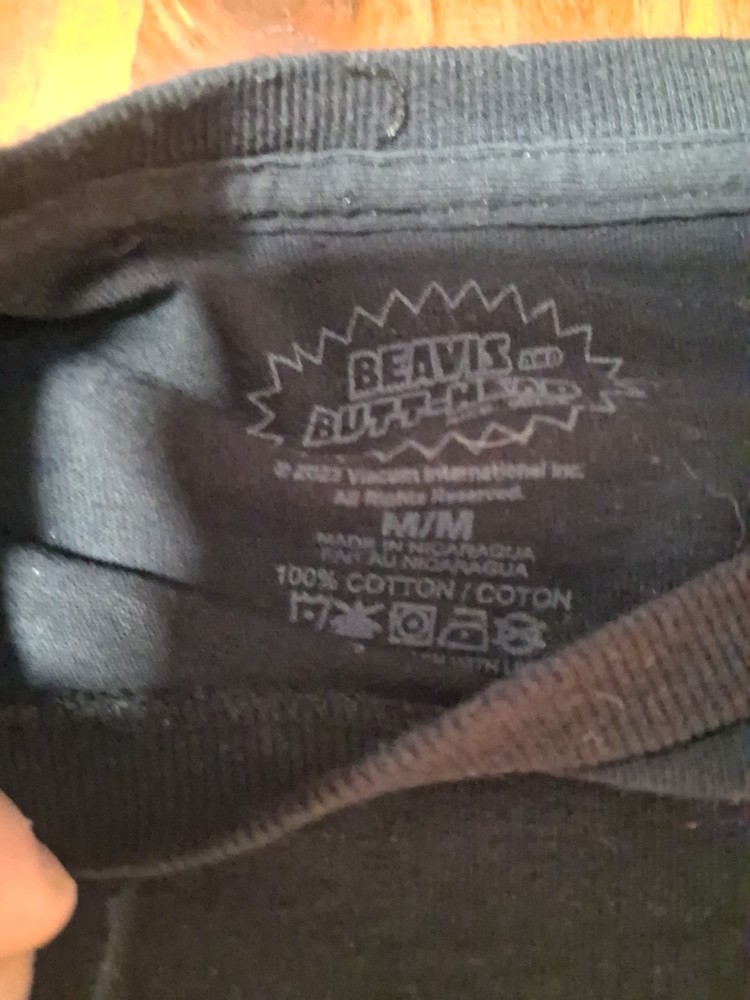 BEAVIS AND
BUTT-HEAD
© 2022 Viacom International Inc.
All Rights Reserved.
M/M
MADE IN NICARAGUA
FAIT AU NICARAGUA
100% COTTON / COTON
WITH